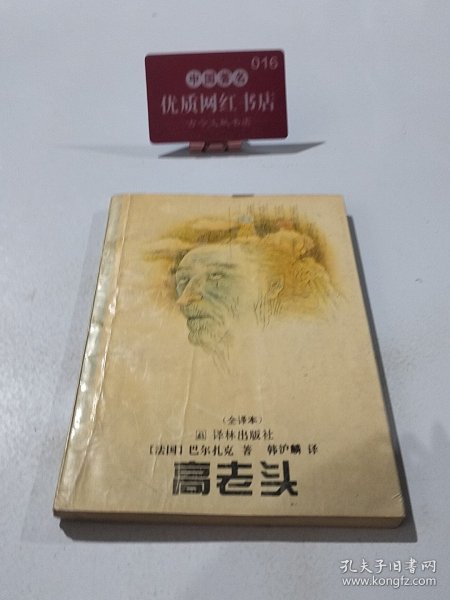 016
中国著名
优质网红书店
(全译本)
译林出版社
[法国] 巴尔扎克 著 韩沪麟 译
高老头
孔夫子旧书网
www.kongfz.com